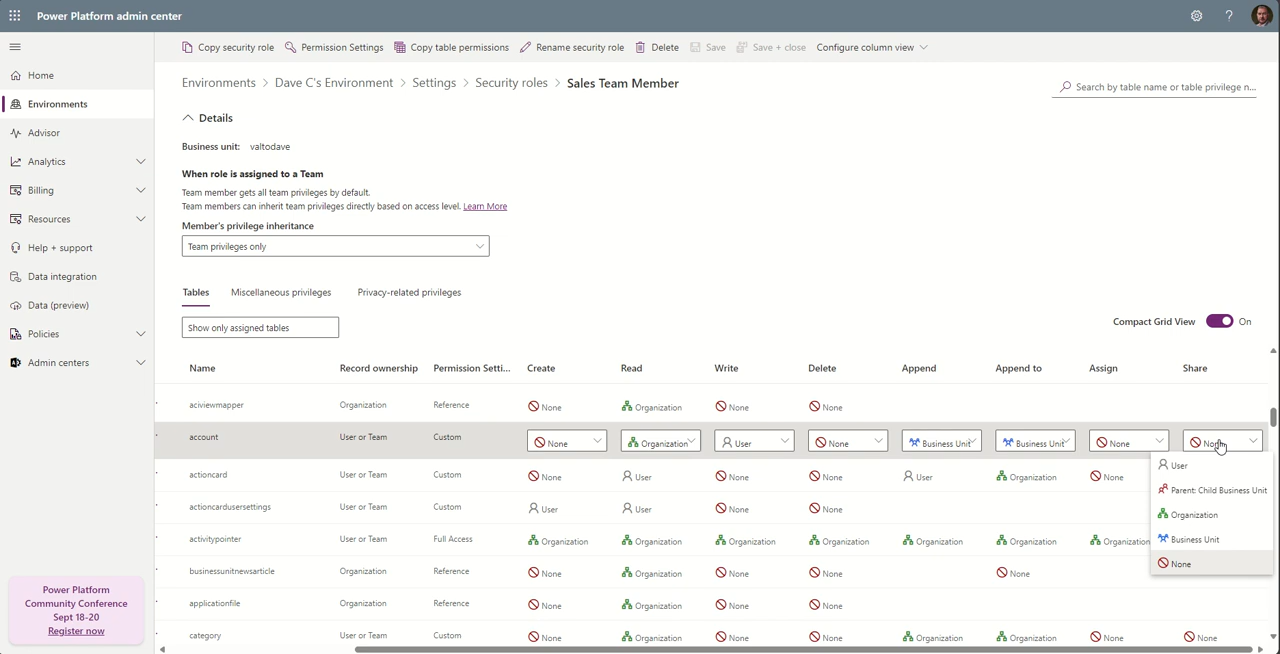 Power Platform admin center
Copy security role Permission Settings Copy table permissions Rename security role Delete Save Save + close Configure column view
Home
Environments
Advisor
Analytics
Billing
Resources
Help + support
Data integration
Data (preview)
Policies
Admin centers
Power Platform
Community Conference
Sept 18-20
Register now
Environments > Dave C's Environment > Settings > Security roles > Sales Team Member
Search by table name or table privilege n...
Details
Business unit: valtodave
When role is assigned to a Team
Team member gets all team privileges by default.
Team members can inherit team privileges directly based on access level. Learn More
Member's privilege inheritance
Team privileges only
Tables Miscellaneous privileges Privacy-related privileges
Show only assigned tables
Compact Grid View On
Name Record ownership Permission Setti... Create Read Write Delete Append Append to Assign Share
aciviewmapper Organization Reference None Organization None None
account User or Team Custom None Organization User None Business Unit Business Unit None
actioncard User or Team Custom None User None None User Organization None
actioncardusersettings User or Team Custom User User None None
activitypointer User or Team Full Access Organization Organization Organization Organization Organization Organization Organization
businessunitnewsarticle Organization Reference None Organization None None None
applicationfile Organization Reference None Organization None None
category User or Team Custom None Organization None None Organization Organization None None
User
Parent: Child Business Unit
Organization
Business Unit
None